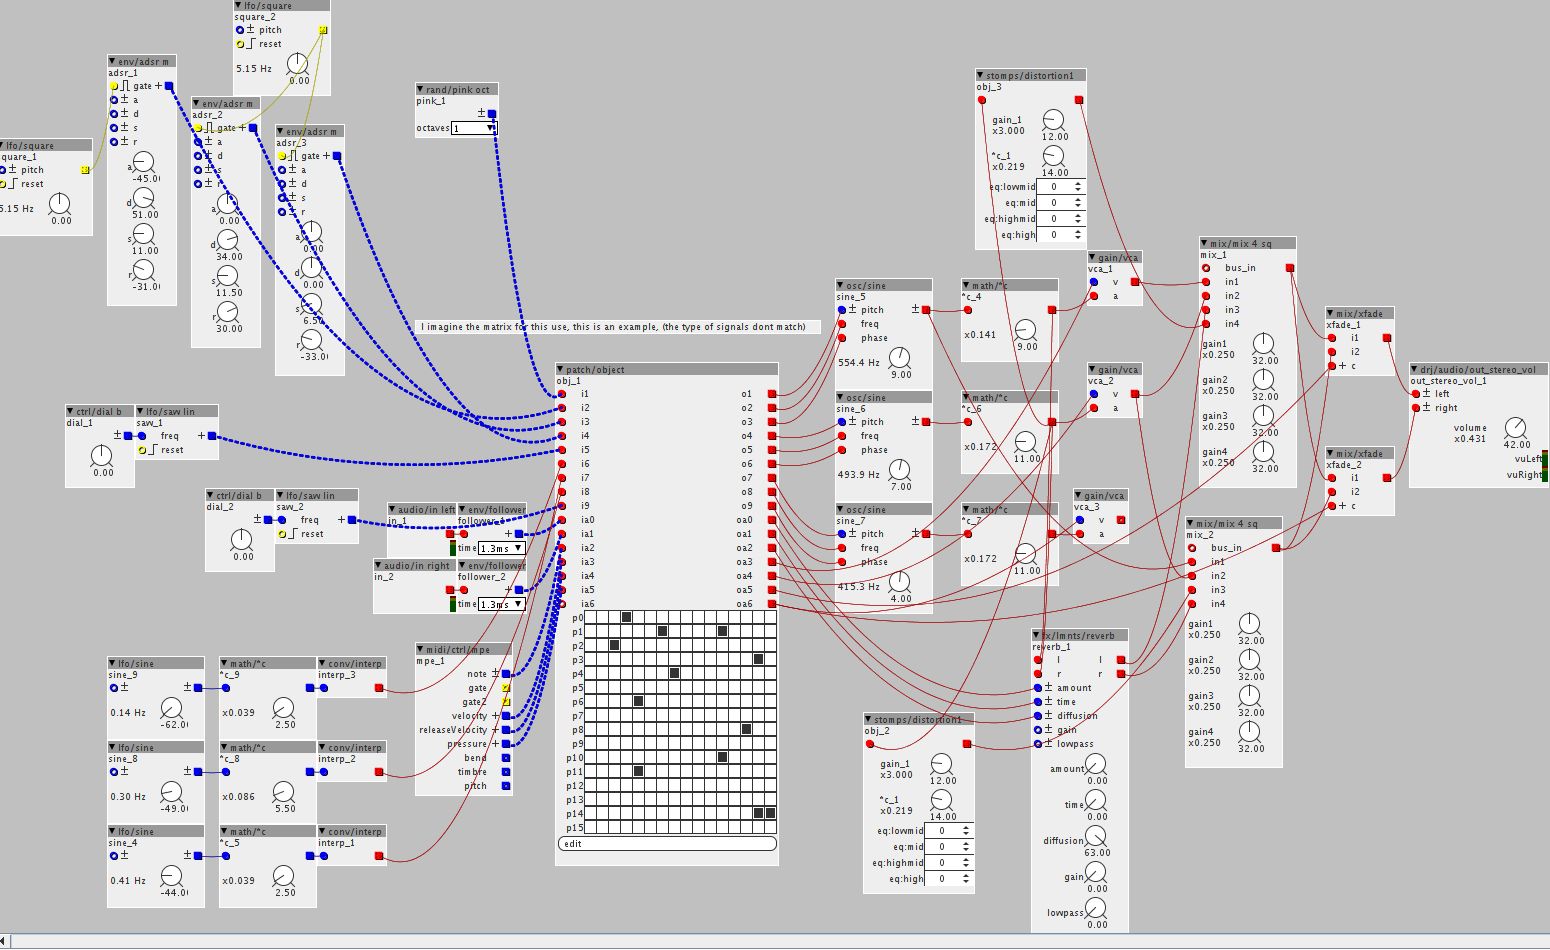 ▼ lfo/square
square_2
± pitch
reset
5.15 Hz
0.00
▼ env/adsr m
adsr_1
gate +
± a
± d
± s
± r
a
-45.0
d
51.00
s
11.00
r
-31.0
▼ env/adsr m
adsr_2
gate +
± a
± d
± s
± r
a
0.00
d
34.00
s
11.50
r
30.00
▼ env/adsr m
adsr_3
gate +
± a
± d
± s
± r
a
0.00
d
0.00
s
6.50
r
-33.0
lfo/square
quare_1
± pitch
reset
5.15 Hz
0.00
▼ rand/pink oct
pink_1
±
octaves 1
I imagine the matrix for this use, this is an example, (the type of signals dont match)
▼ ctrl/dial b
dial_1
±
0.00
▼ lfo/saw lin
saw_1
freq +
reset
▼ ctrl/dial b
dial_2
±
0.00
▼ lfo/saw lin
saw_2
freq +
reset
▼ audio/in left
in_1
▼ env/follower
follower_1
+
time 1.3ms
▼ audio/in right
in_2
▼ env/follower
follower_2
+
time 1.3ms
▼ lfo/sine
sine_9
± ±
0.14 Hz
-62.0
▼ math/*c
*c_9
x0.039
2.50
▼ conv/interp
interp_3
▼ lfo/sine
sine_8
± ±
0.30 Hz
-49.0
▼ math/*c
*c_8
x0.086
5.50
▼ conv/interp
interp_2
▼ lfo/sine
sine_4
± ±
0.41 Hz
-44.0
▼ math/*c
*c_5
x0.039
2.50
▼ conv/interp
interp_1
▼ midi/ctrl/mpe
mpe_1
note ±
gate
gate2
velocity +
releaseVelocity +
pressure +
bend
timbre
pitch
▼ patch/object
obj_1
i1 o1
i2 o2
i3 o3
i4 o4
i5 o5
i6 o6
i7 o7
i8 o8
i9 o9
ia0 oa0
ia1 oa1
ia2 oa2
ia3 oa3
ia4 oa4
ia5 oa5
ia6 oa6
p0
p1
p2
p3
p4
p5
p6
p7
p8
p9
p10
p11
p12
p13
p14
p15
edit
▼ osc/sine
sine_5
± pitch
freq
phase
554.4 Hz
9.00
▼ osc/sine
sine_6
± pitch
freq
phase
493.9 Hz
7.00
▼ osc/sine
sine_7
± pitch
freq
phase
415.3 Hz
4.00
▼ math/*c
*c_4
x0.141
9.00
▼ math/*c
*c_6
x0.172
11.00
▼ math/*c
*c_7
x0.172
11.00
▼ stomps/distortion1
obj_3
gain_1
x3.000
12.00
*c_1
x0.219
14.00
eq:lowmid 0
eq:mid 0
eq:highmid 0
eq:high 0
▼ gain/vca
vca_1
v
a
▼ gain/vca
vca_2
v
a
▼ gain/vca
vca_3
v
a
▼ stomps/distortion1
obj_2
gain_1
x3.000
12.00
*c_1
x0.219
14.00
eq:lowmid 0
eq:mid 0
eq:highmid 0
eq:high 0
▼ fx/lmnts/reverb
reverb_1
l l
r r
± amount
± time
± diffusion
± gain
± lowpass
amount
0.00
time
0.00
diffusion
63.00
gain
0.00
lowpass
0.00
▼ mix/mix 4 sq
mix_1
bus_in
in1
in2
in3
in4
gain1
x0.250
32.00
gain2
x0.250
32.00
gain3
x0.250
32.00
gain4
x0.250
32.00
▼ mix/mix 4 sq
mix_2
bus_in
in1
in2
in3
in4
gain1
x0.250
32.00
gain2
x0.250
32.00
gain3
x0.250
32.00
gain4
x0.250
32.00
▼ mix/xfade
xfade_1
i1
i2
+ c
▼ mix/xfade
xfade_2
i1
i2
+ c
▼ drj/audio/out_stereo_vol
out_stereo_vol_1
± left
± right
volume
x0.431
42.00
vuLeft
vuRight